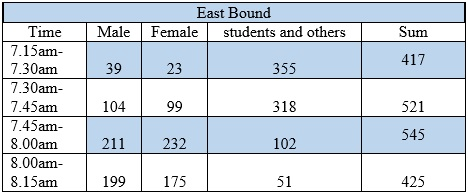 East Bound
Time Male Female students and others Sum
7.15am-
7.30am 39 23 355 417
7.30am-
7.45am 104 99 318 521
7.45am-
8.00am 211 232 102 545
8.00am-
8.15am 199 175 51 425